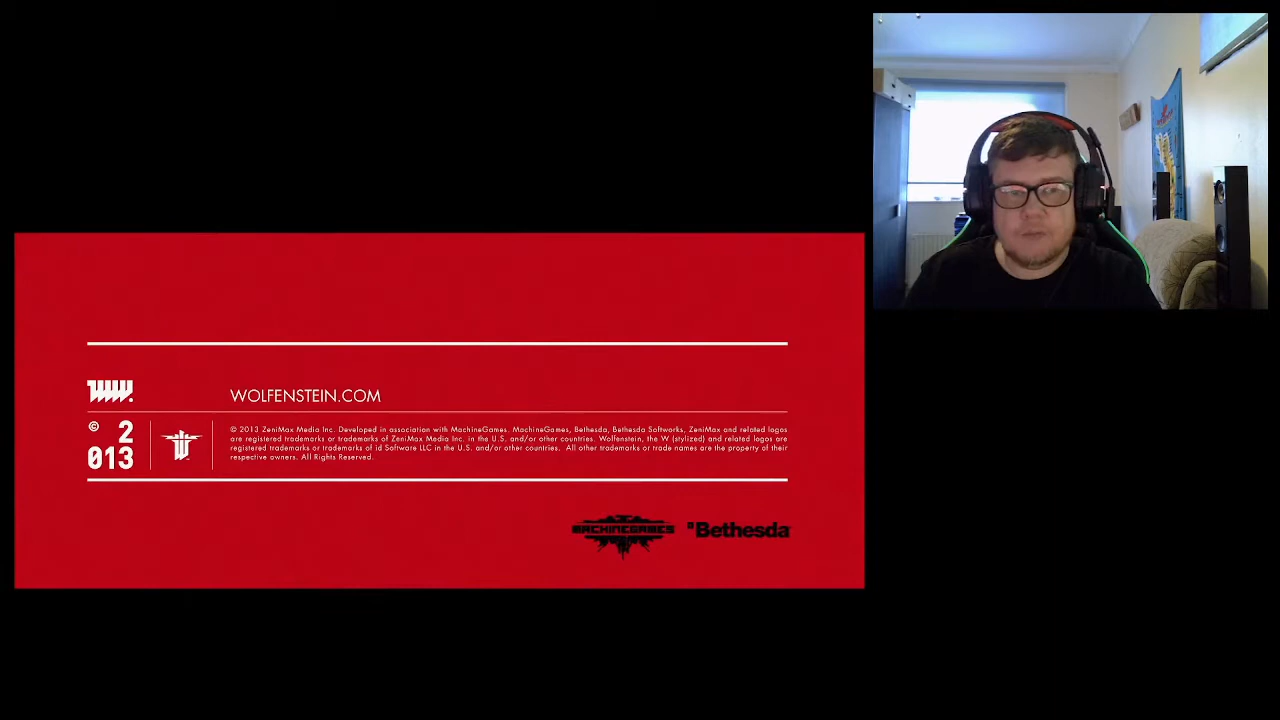 WOLFENSTEIN.COM
© 2
013
© 2013 ZeniMax Media Inc. Developed in association with MachineGames. MachineGames, Bethesda, Bethesda Softworks, ZeniMax and related logos
are registered trademarks or trademarks of ZeniMax Media Inc. in the U.S. and/or other countries. Wolfenstein, the W (stylized) and related logos are
registered trademarks or trademarks of id Software LLC in the U.S. and/or other countries. All other trademarks or trade names are the property of their
respective owners. All Rights Reserved.
MACHINEGAMES
Bethesda